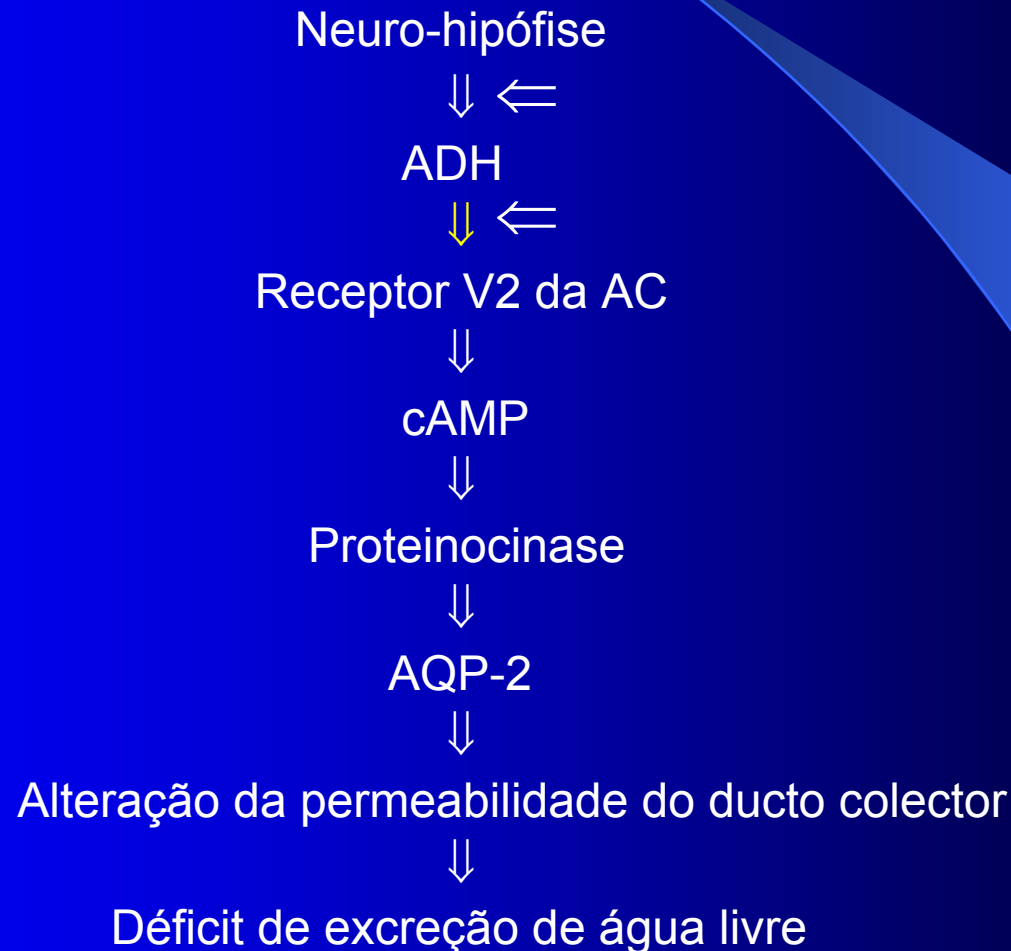 Neuro-hipófise
⇓ ⇐
ADH
⇓ ⇐
Receptor V2 da AC
⇓
cAMP
⇓
Proteinocinase
⇓
AQP-2
⇓
Alteração da permeabilidade do ducto colector
⇓
Déficit de excreção de água livre